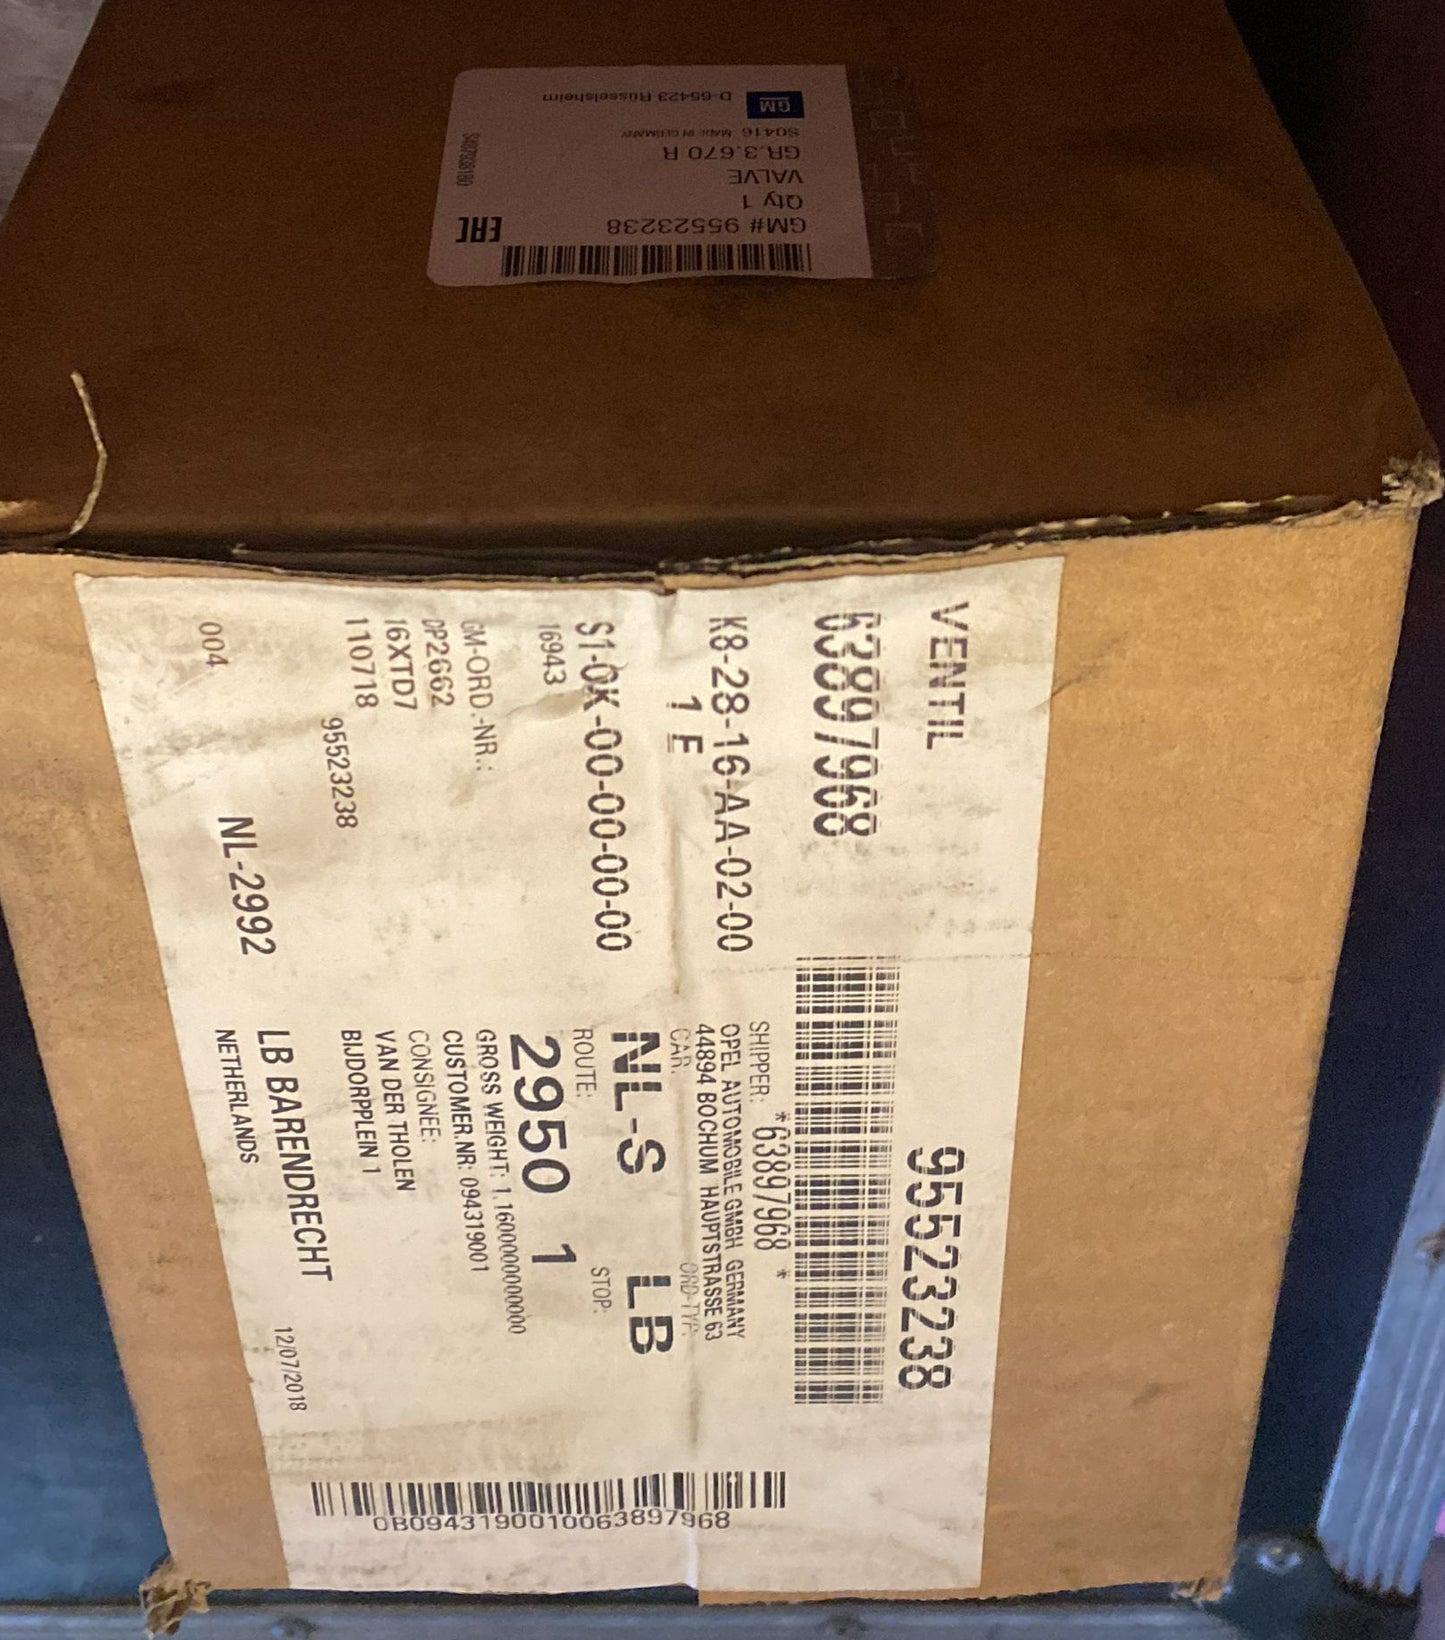 GM# 95523238
Qty 1
VALVE
GR.3.670 R
S0416 MADE IN GERMANY
GM D-65423 Rüsselsheim
EAC
VENTIL
95523238
63897968
*63897968 *
K8-28-16-AA-02-00
1 E
SHIPPER:
OPEL AUTOMOBILE GMBH GERMANY
44894 BOCHUM HAUPTSTRASSE 63
CAR: ORD-TYP:
S1-0K-00-00-00-00
NL-S LB
16943
ROUTE: STOP:
2950 1
GM-ORD.-NR.:
GROSS WEIGHT: 1.1600000000000
DP2662
CUSTOMER.NR: 094319001
16XTD7
CONSIGNEE:
110718
VAN DER THOLEN
95523238
BIJDORPPLEIN 1
NL-2992
LB BARENDRECHT
004
NETHERLANDS
12/07/2018
0B0943190010063897968